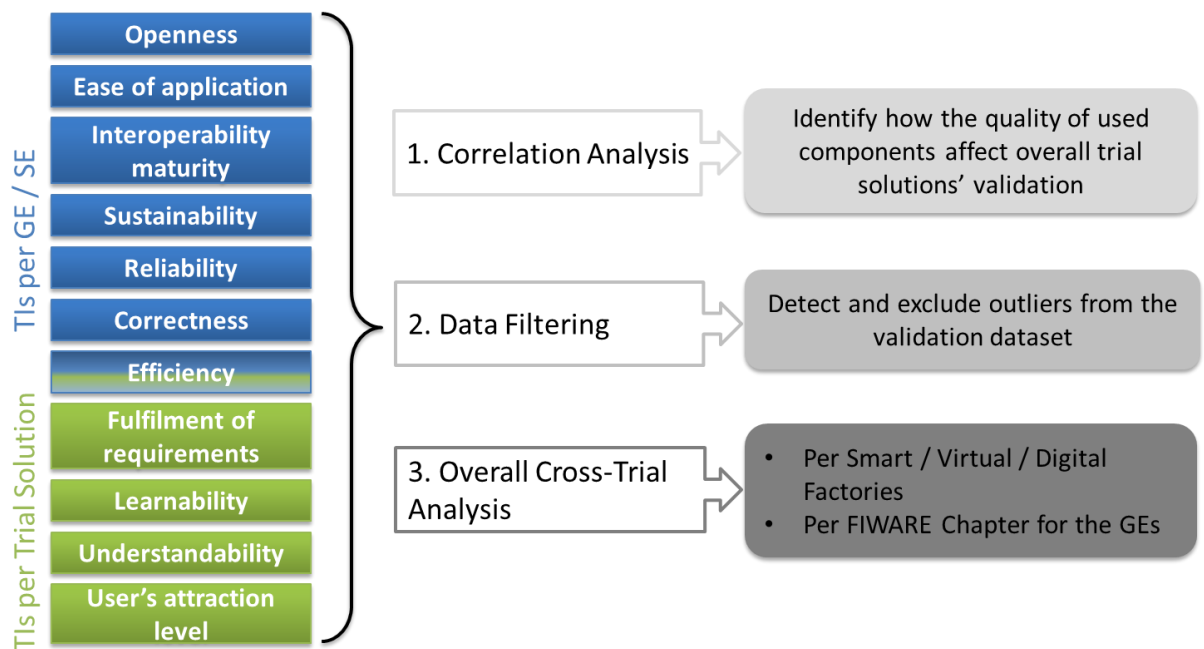 TIs per GE / SE
TIs per Trial Solution
Openness
Ease of application
Interoperability
maturity
Sustainability
Reliability
Correctness
Efficiency
Fulfilment of
requirements
Learnability
Understandability
User’s attraction
level
1. Correlation Analysis
Identify how the quality of used
components affect overall trial
solutions’ validation
2. Data Filtering
Detect and exclude outliers from the
validation dataset
3. Overall Cross-Trial
Analysis
• Per Smart / Virtual / Digital
Factories
• Per FIWARE Chapter for the GEs